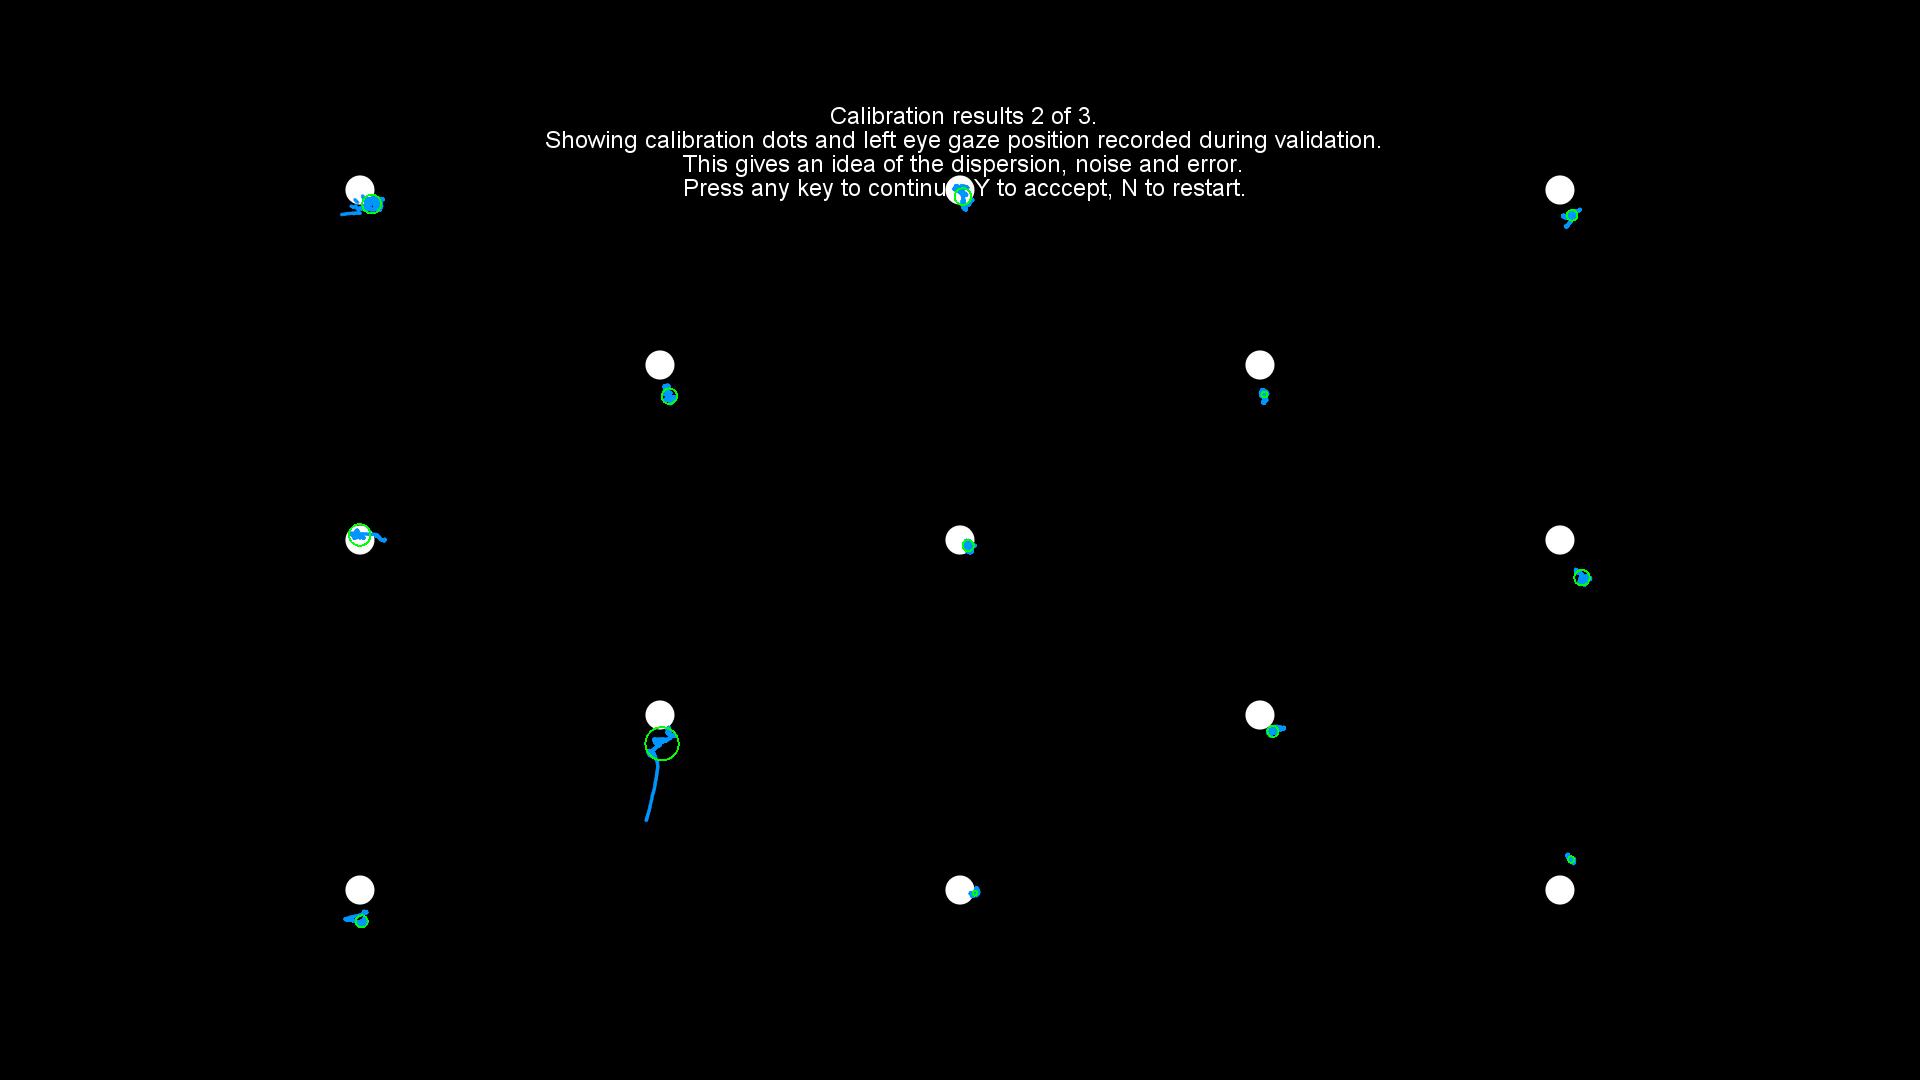 Calibration results 2 of 3.
Showing calibration dots and left eye gaze position recorded during validation.
This gives an idea of the dispersion, noise and error.
Press any key to continu Y to acccept, N to restart.